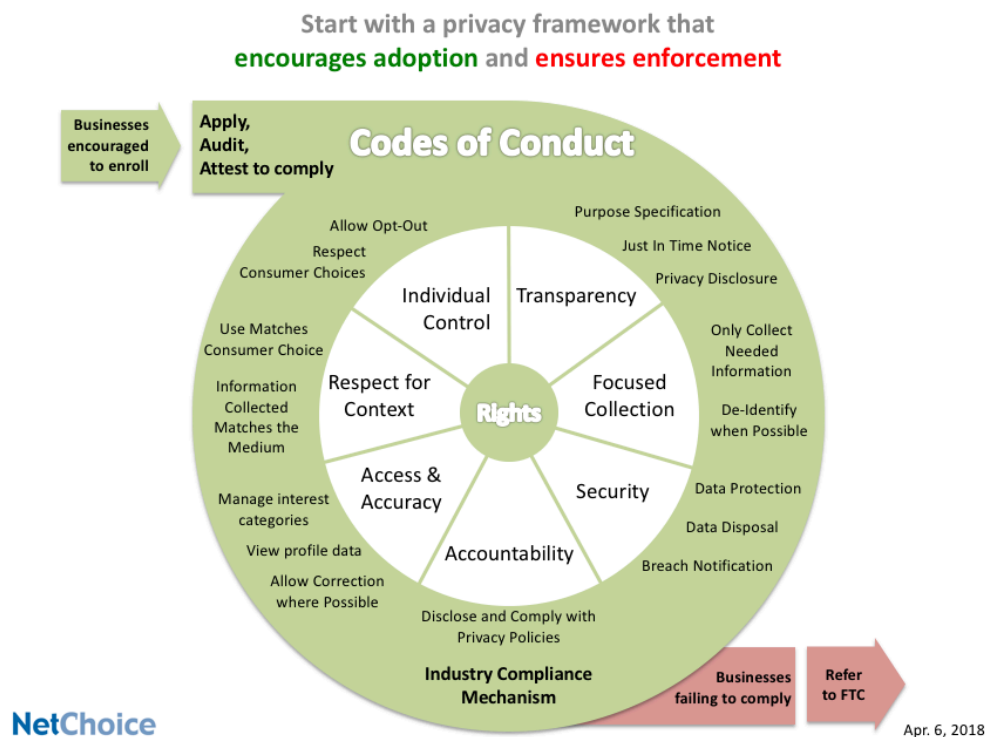 Start with a privacy framework that
encourages adoption and ensures enforcement
Businesses
encouraged
to enroll
Apply,
Audit,
Attest to comply
Codes of Conduct
Allow Opt-Out
Respect
Consumer Choices
Use Matches
Consumer Choice
Information
Collected
Matches the
Medium
Manage interest
categories
View profile data
Allow Correction
where Possible
Purpose Specification
Just In Time Notice
Privacy Disclosure
Only Collect
Needed
Information
De-Identify
when Possible
Data Protection
Data Disposal
Breach Notification
Individual
Control
Transparency
Respect for
Context
Rights
Focused
Collection
Access &
Accuracy
Security
Accountability
Disclose and Comply with
Privacy Policies
Industry Compliance
Mechanism
Businesses
failing to comply
Refer
to FTC
NetChoice
Apr. 6, 2018